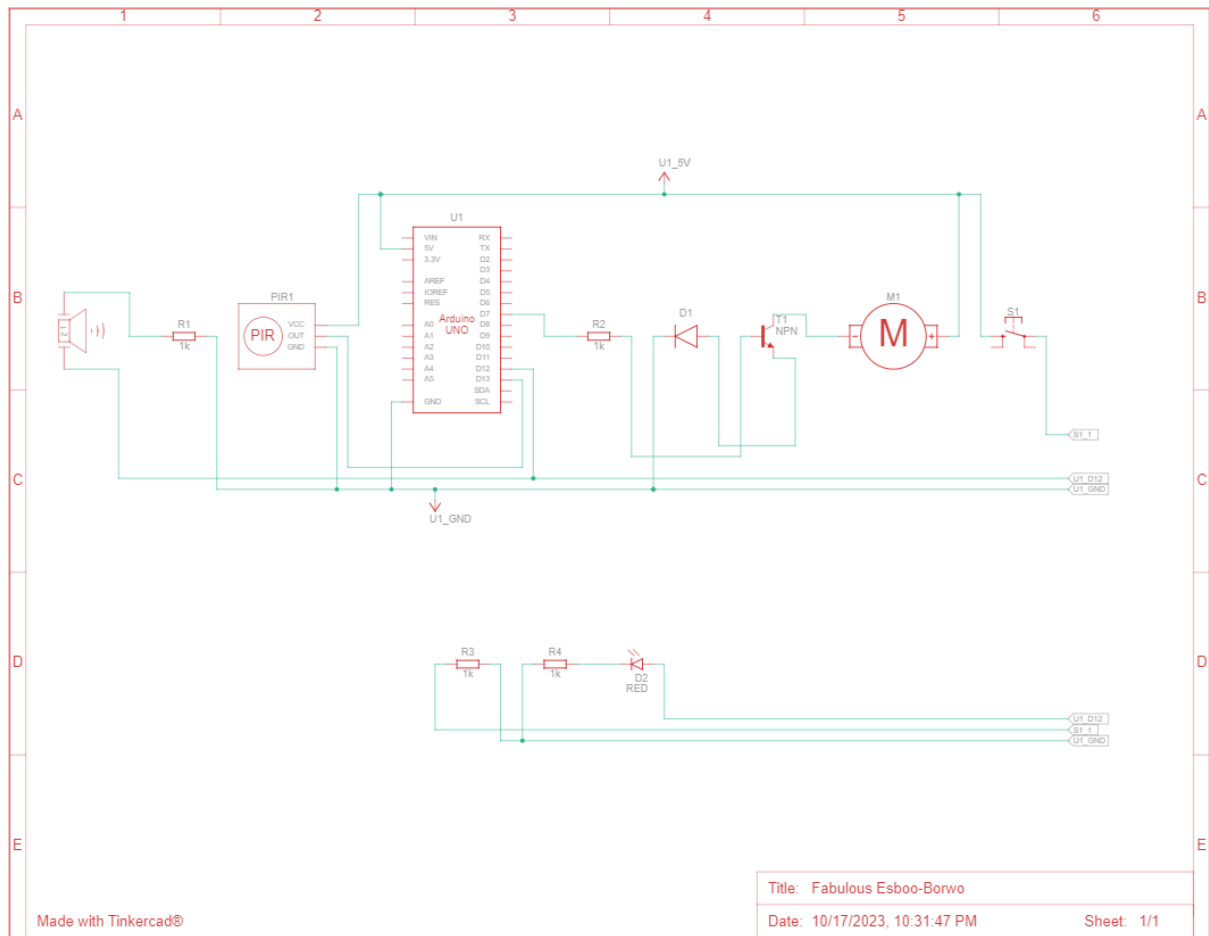 1 2 3 4 5 6
A A
U1_5V
U1
VIN RX
5V TX
3.3V D2
D3
AREF D4
IOREF D5
RES D6
D7
A0 D8
A1 D9
A2 D10
A3 D11
A4 D12
A5 D13
SDA
GND SCL
Arduino
UNO
B B
PIR1
PIR
VCC
OUT
GND
R1
1k
R2
1k
D1
T1
NPN
M1
M
- +
S1
S1_1
C C
U1_D12
U1_GND
U1_GND
D D
R3
1k
R4
1k
D2
RED
U1_D12
S1_1
U1_GND
E E
Title: Fabulous Esboo-Borwo
Made with Tinkercad®
Date: 10/17/2023, 10:31:47 PM Sheet: 1/1